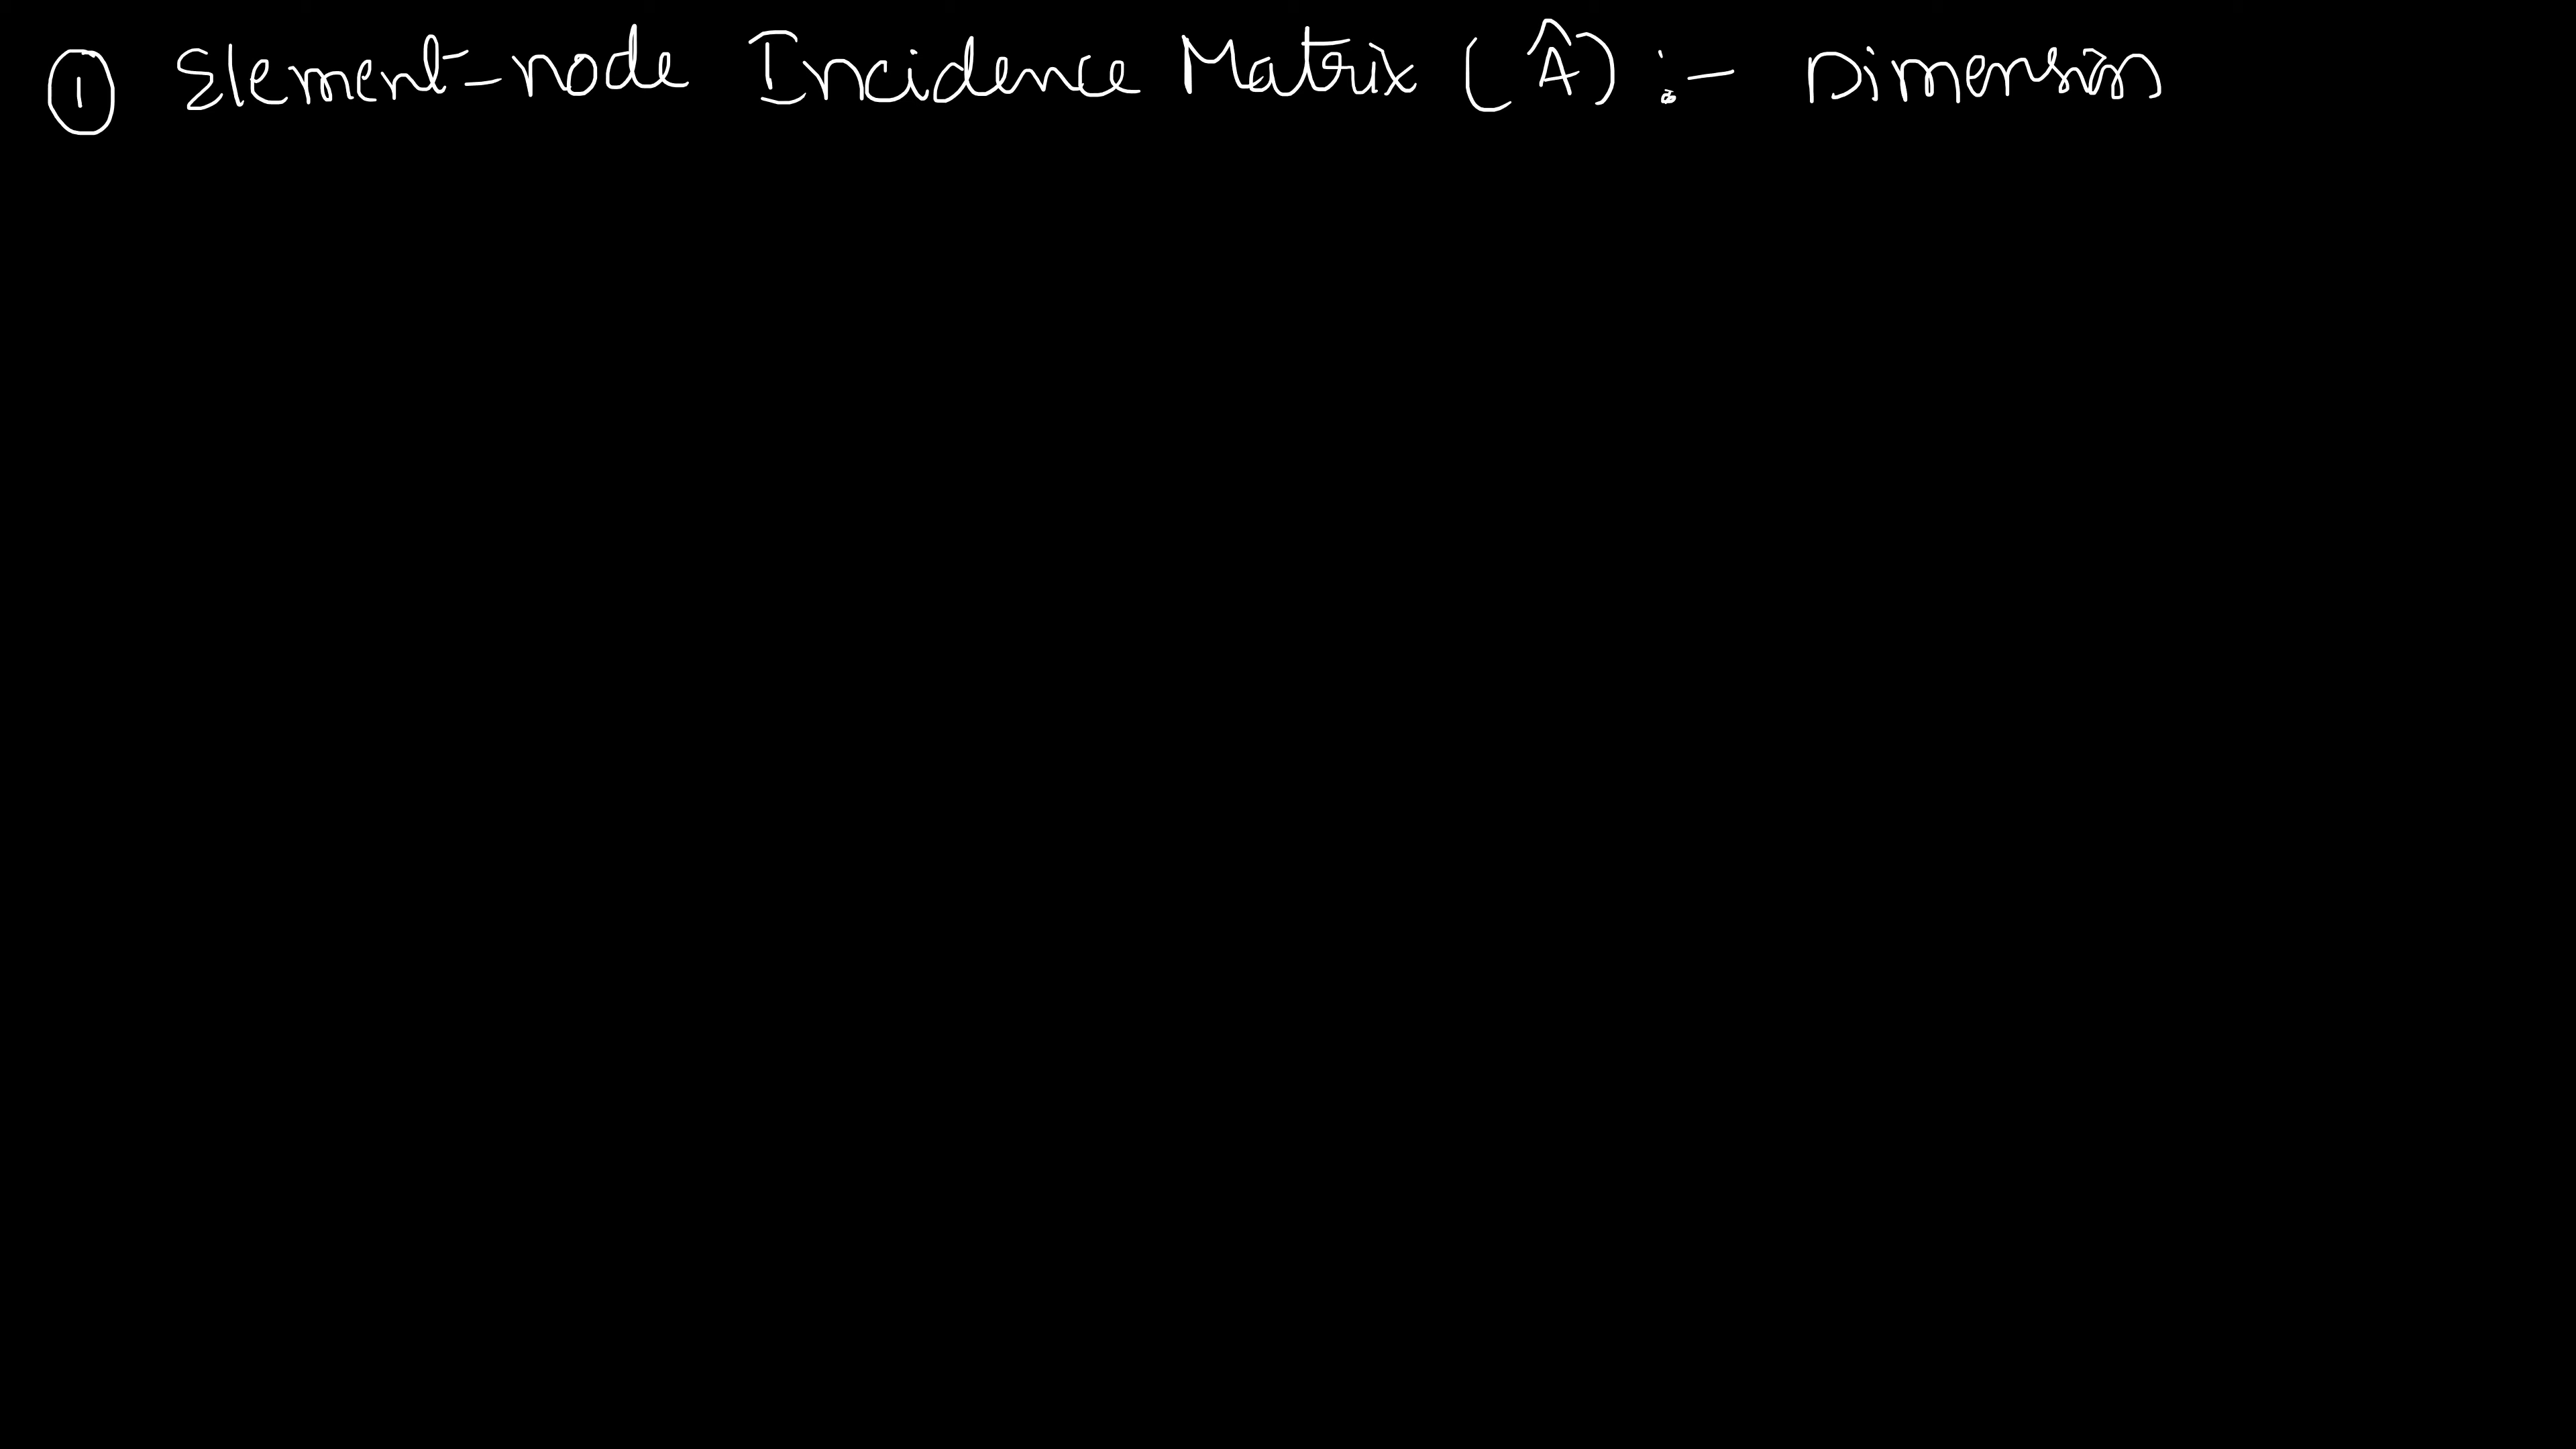 ① Element-node Incidence Matrix (Â) :- Dimension